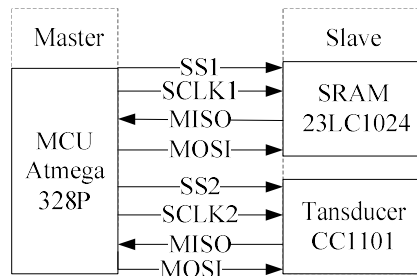 Master
Slave
MCU
Atmega
328P
SS1
SCLK1
MISO
MOSI
SS2
SCLK2
MISO
MOSI
SRAM
23LC1024
Tansducer
CC1101